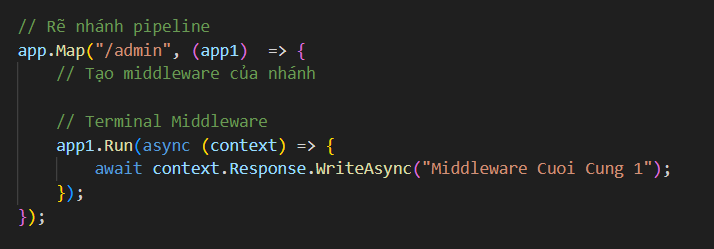 // Rẽ nhánh pipeline
app.Map("/admin", (app1)  => {
    // Tạo middleware của nhánh

    // Terminal Middleware
    app1.Run(async (context) => {
        await context.Response.WriteAsync("Middleware Cuoi Cung 1");
    });
});